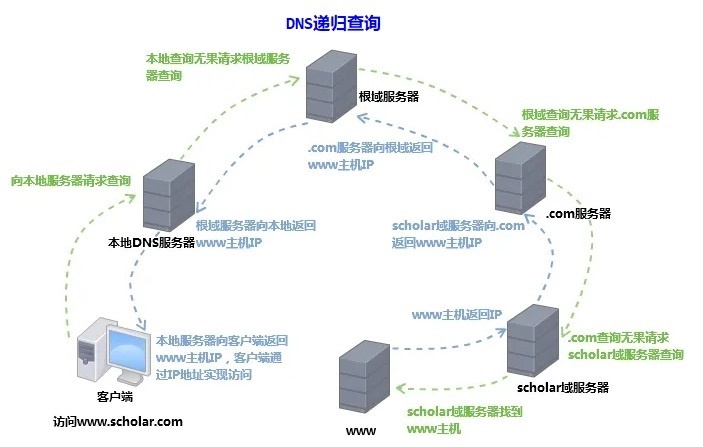 DNS递归查询
本地查询无果请求根域服务
器查询
根域服务器
根域查询无果请求.com服
务器查询
.com服务器向根域返回
www主机IP
向本地服务器请求查询
本地DNS服务器
根域服务器向本地返回
www主机IP
scholar域服务器向.com
返回www主机IP
.com服务器
www主机返回IP
本地服务器向客户端返回
www主机IP，客户端通
过IP地址实现访问
.com查询无果请求
scholar域服务器查询
scholar域服务器
客户端
访问www.scholar.com
www
scholar域服务器找到
www主机